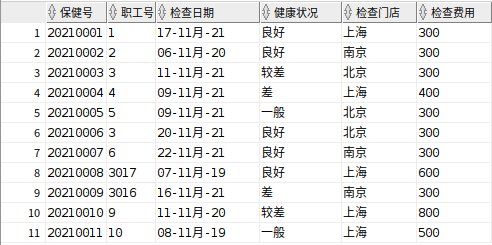 保健号 职工号 检查日期 健康状况 检查门店 检查费用
1 20210001 1 17-11月-21 良好 上海 300
2 20210002 2 06-11月-20 良好 南京 300
3 20210003 3 11-11月-21 较差 北京 300
4 20210004 4 09-11月-21 差 上海 400
5 20210005 5 09-11月-21 一般 北京 300
6 20210006 3 20-11月-21 良好 北京 300
7 20210007 6 22-11月-21 良好 南京 300
8 20210008 3017 07-11月-19 良好 上海 600
9 20210009 3016 16-11月-21 差 南京 300
10 20210010 9 11-11月-20 较差 上海 800
11 20210011 10 08-11月-19 一般 上海 500